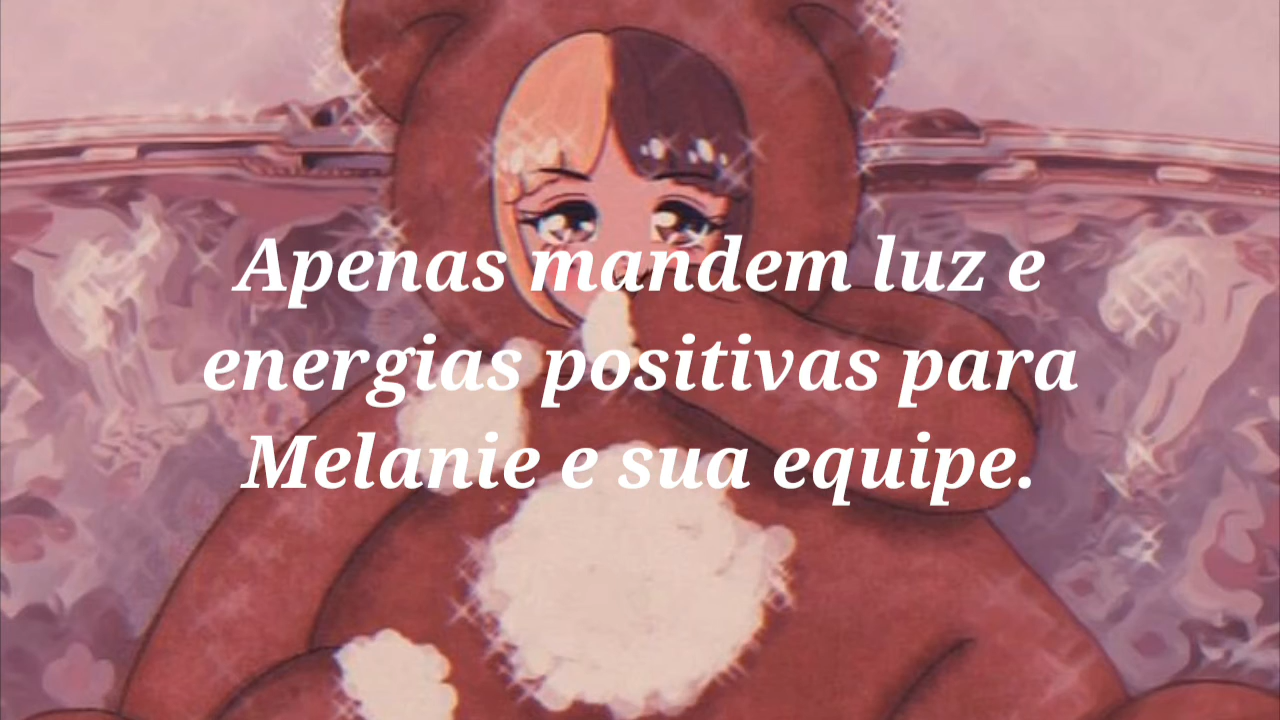 Apenas mandem luz e
energias positivas para
Melanie e sua equipe.